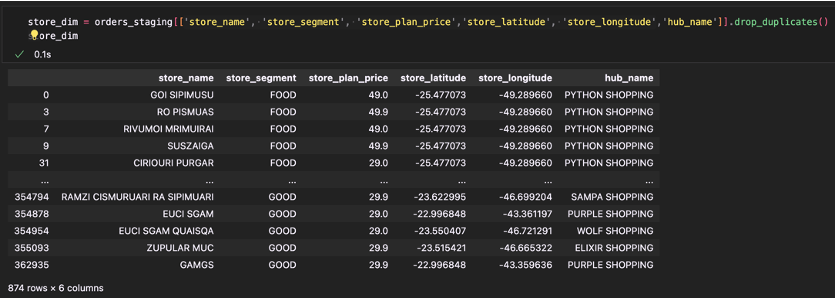 store_dim = orders_staging[['store_name', 'store_segment', 'store_plan_price','store_latitude', 'store_longitude','hub_name']].drop_duplicates()
store_dim
0.1s
store_name store_segment store_plan_price store_latitude store_longitude hub_name
0 GOI SIPIMUSU FOOD 49.0 -25.477073 -49.289660 PYTHON SHOPPING
3 RO PISMUAS FOOD 49.9 -25.477073 -49.289660 PYTHON SHOPPING
7 RIVUMOI MRIMUIRAI FOOD 49.0 -25.477073 -49.289660 PYTHON SHOPPING
9 SUSZAIGA FOOD 49.9 -25.477073 -49.289660 PYTHON SHOPPING
31 CIRIOURI PURGAR FOOD 29.0 -25.477073 -49.289660 PYTHON SHOPPING
... ... ... ... ... ... ...
354794 RAMZI CISMURUARI RA SIPIMUARI GOOD 29.9 -23.622995 -46.699204 SAMPA SHOPPING
354878 EUCI SGAM GOOD 29.9 -22.996848 -43.361197 PURPLE SHOPPING
354954 EUCI SGAM QUAISQA GOOD 29.9 -23.550407 -46.721291 WOLF SHOPPING
355093 ZUPULAR MUC GOOD 29.9 -23.515421 -46.665322 ELIXIR SHOPPING
362935 GAMGS GOOD 29.9 -22.996848 -43.359636 PURPLE SHOPPING
874 rows × 6 columns